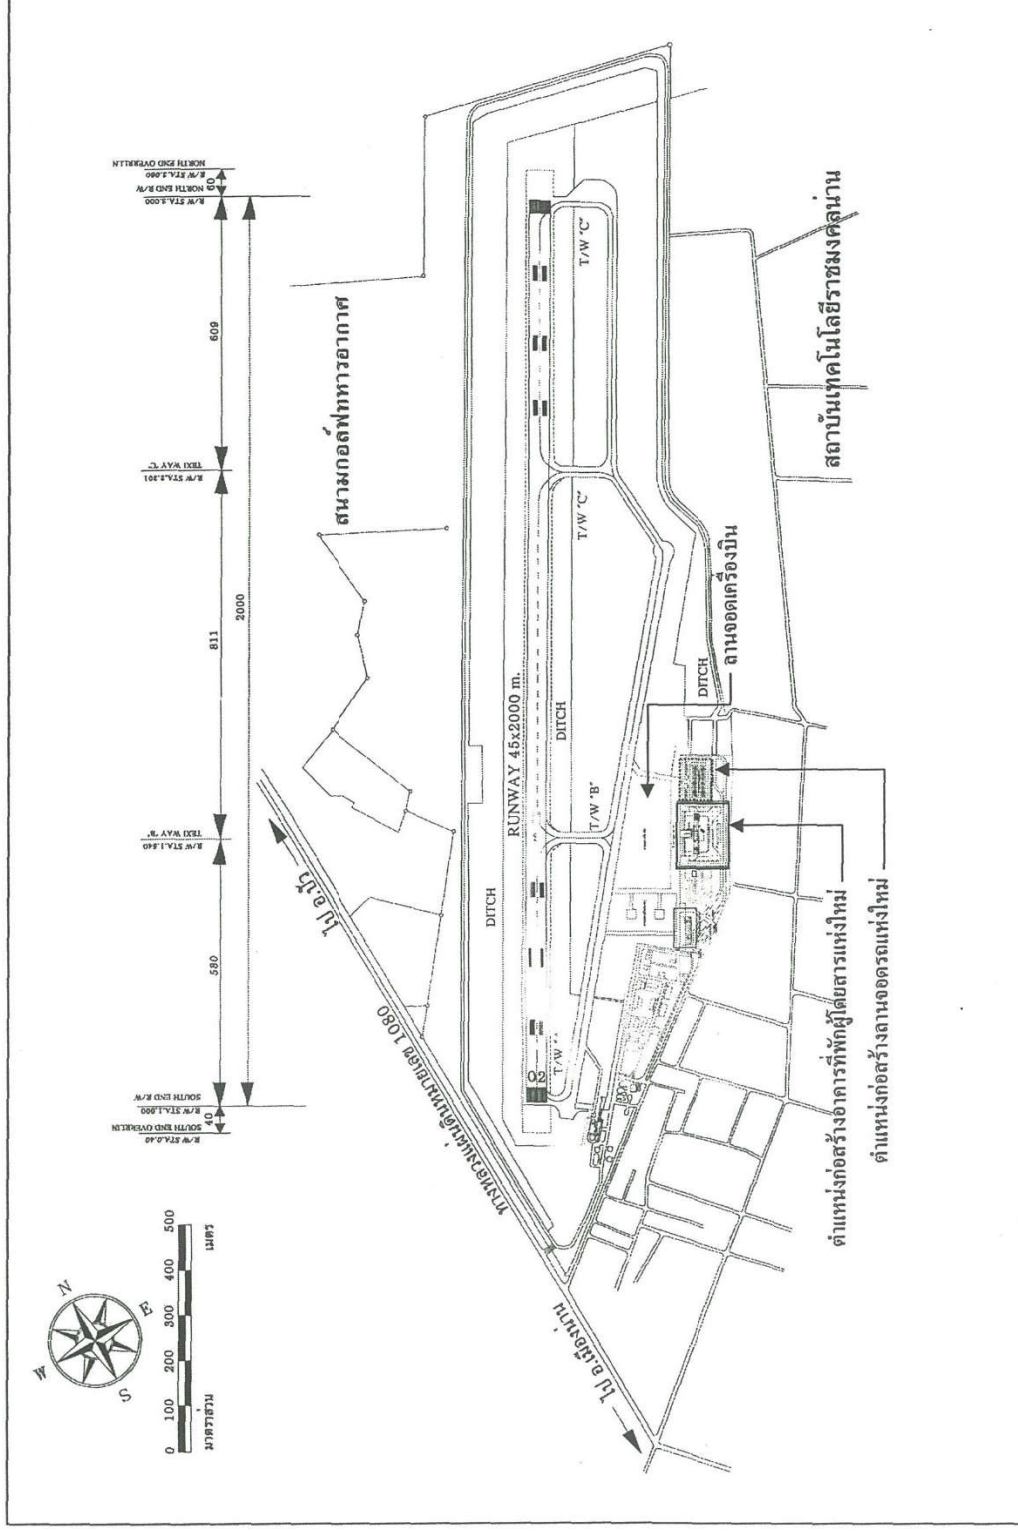 N
E
W
S
0 100 200 300 400 500
มาตราส่วน
เมตร
SOUTH END OVERRUN
40
SOUTH END R/W
580
TEXI WAY "B"
811
TEXI WAY "C"
609
NORTH END R/W
60
NORTH END OVERRUN
2000
ไป อ.ปัว
สนามกอล์ฟทหารอากาศ
ทางหลวงแผ่นดินหมายเลข 1080
ไป อ.เมืองน่าน
DITCH
RUNWAY 45x2000 m.
02
DITCH
T/W
T/W "B"
T/W "C"
T/W "C"
DITCH
ลานจอดเครื่องบิน
สถาบันเทคโนโลยีราชมงคลน่าน
ตำแหน่งก่อสร้างอาคารที่พักผู้โดยสารแห่งใหม่
ตำแหน่งก่อสร้างลานจอดรถแห่งใหม่